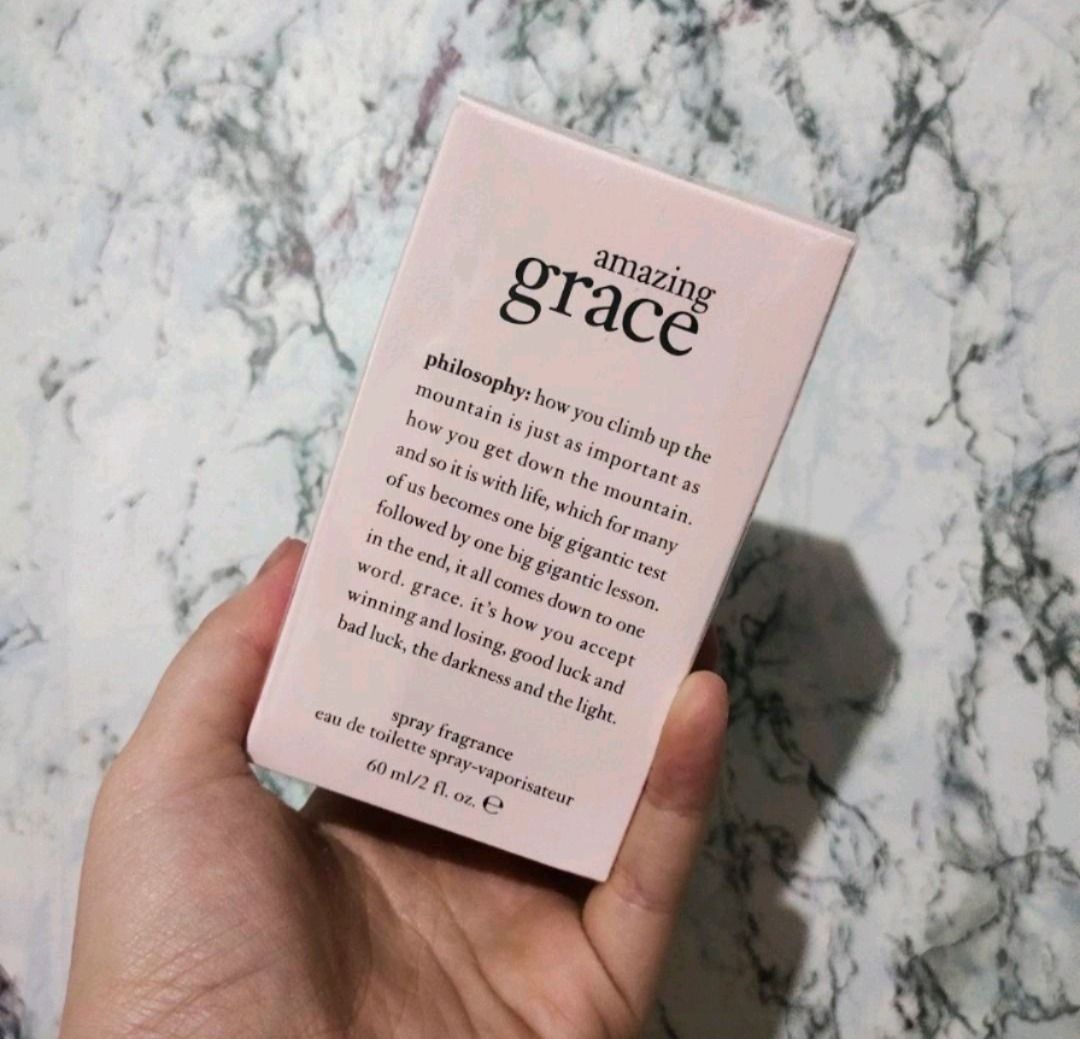 amazing
grace
philosophy: how you climb up the
mountain is just as important as
how you get down the mountain.
and so it is with life, which for many
of us becomes one big gigantic test
followed by one big gigantic lesson.
in the end, it all comes down to one
word. grace. it's how you accept
winning and losing, good luck and
bad luck, the darkness and the light.
spray fragrance
eau de toilette spray-vaporisateur
60 ml/2 fl. oz. ℮